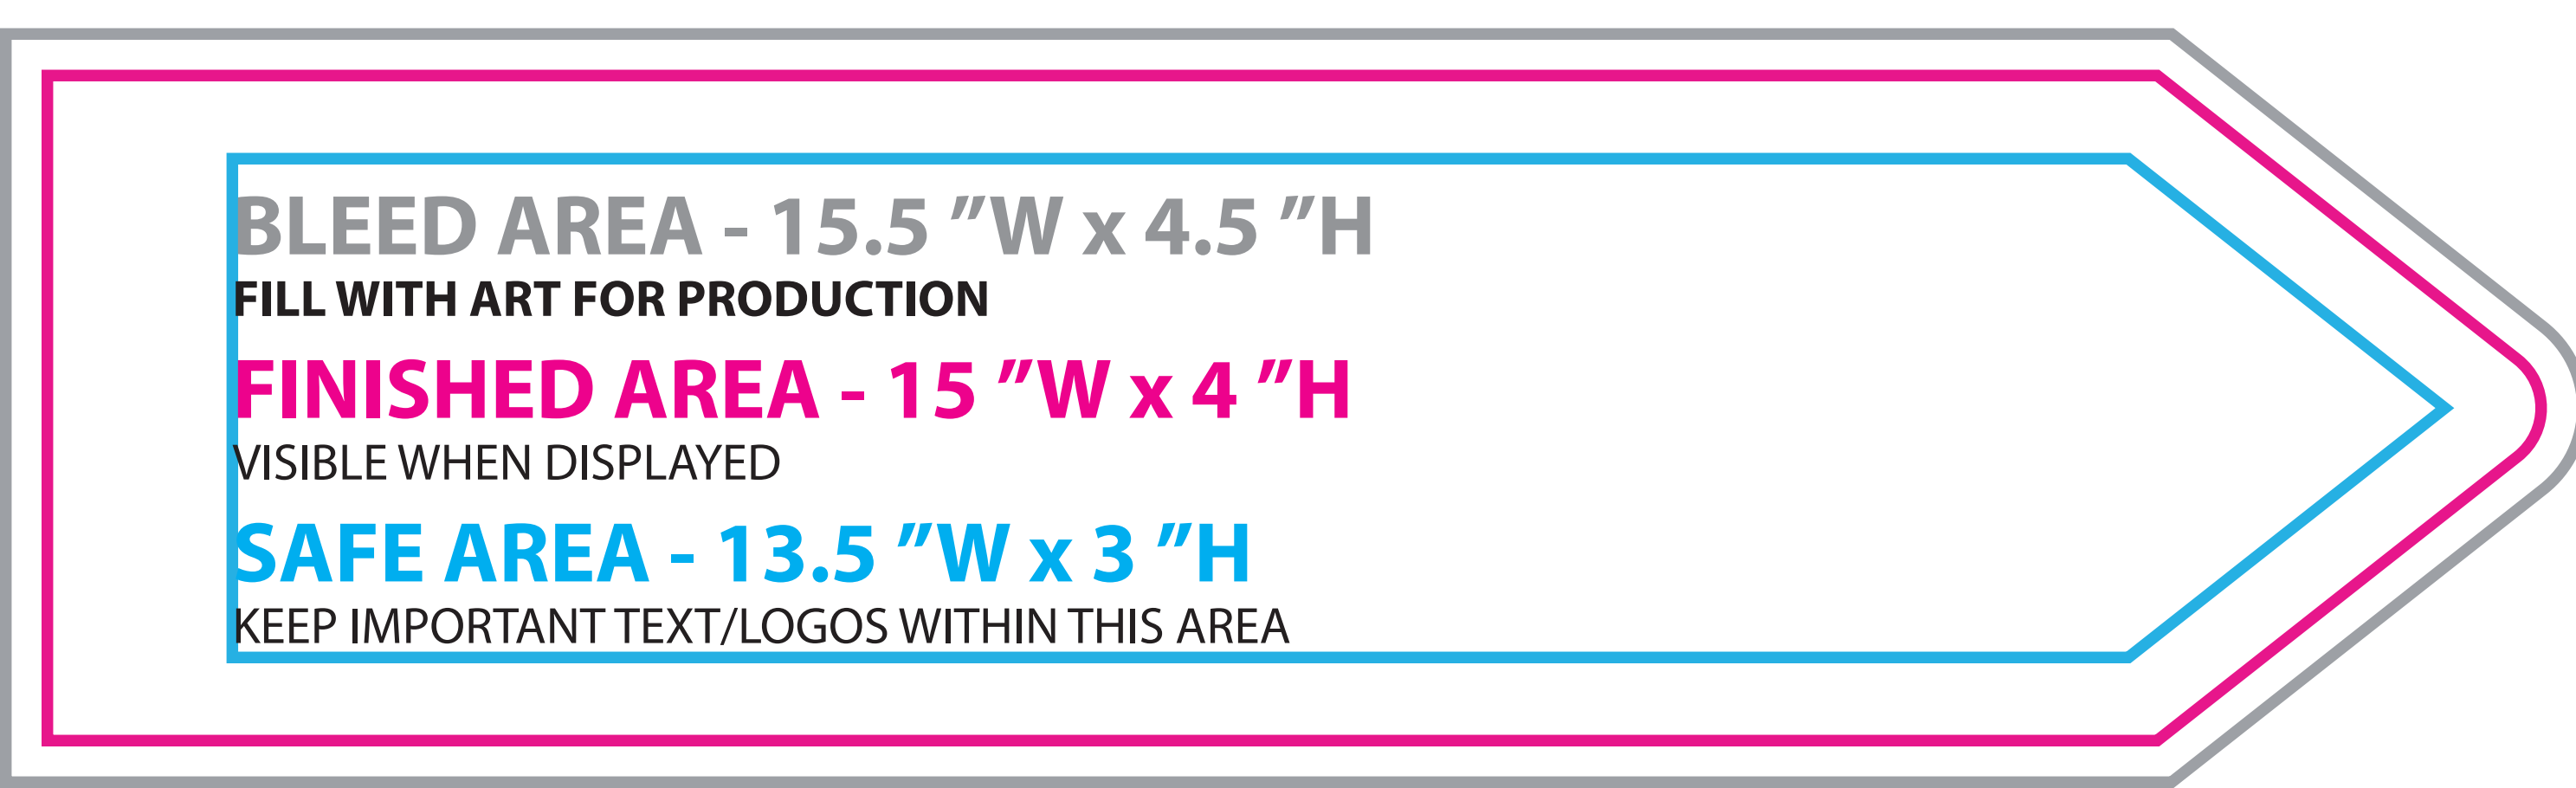 BLEED AREA - 15.5 "W x 4.5 "H
FILL WITH ART FOR PRODUCTION
FINISHED AREA - 15 "W x 4 "H
VISIBLE WHEN DISPLAYED
SAFE AREA - 13.5 "W x 3 "H
KEEP IMPORTANT TEXT/LOGOS WITHIN THIS AREA